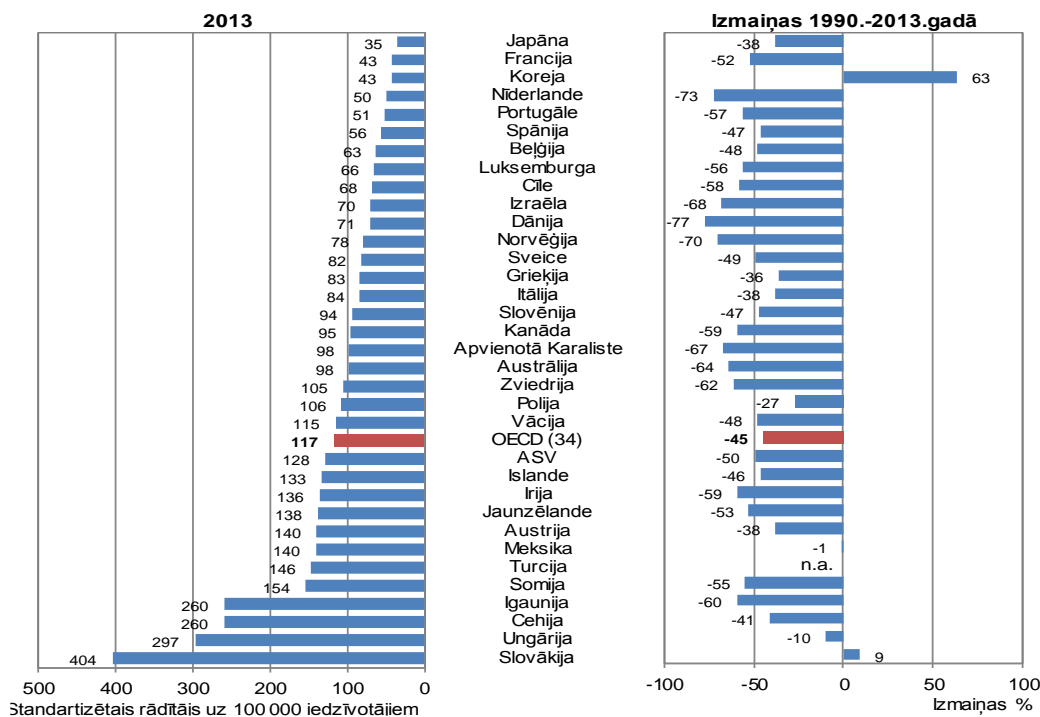 2013
Izmaiņas 1990.-2013.gadā
35 Japāna -38
43 Francija -52
43 Koreja 63
50 Nīderlande -73
51 Portugāle -57
56 Spānija -47
63 Beļģija -48
66 Luksemburga -56
68 Cīle -58
70 Izraēla -68
71 Dānija -77
78 Norvēģija -70
82 Sveice -49
83 Grieķija -36
84 Itālija -38
94 Slovēnija -47
95 Kanāda -59
98 Apvienotā Karaliste -67
98 Austrālija -64
105 Zviedrija -62
106 Polija -27
115 Vācija -48
117 OECD (34) -45
128 ASV -50
133 Islande -46
136 Irija -59
138 Jaunzēlande -53
140 Austrija -38
140 Meksika -1
146 Turcija n.a.
154 Somija -55
260 Igaunija -60
260 Čehija -41
297 Ungārija -10
404 Slovākija 9
500 400 300 200 100 0
-100 -50 0 50 100
Standartizētais rādītājs uz 100 000 iedzīvotājiem
Izmaiņas %